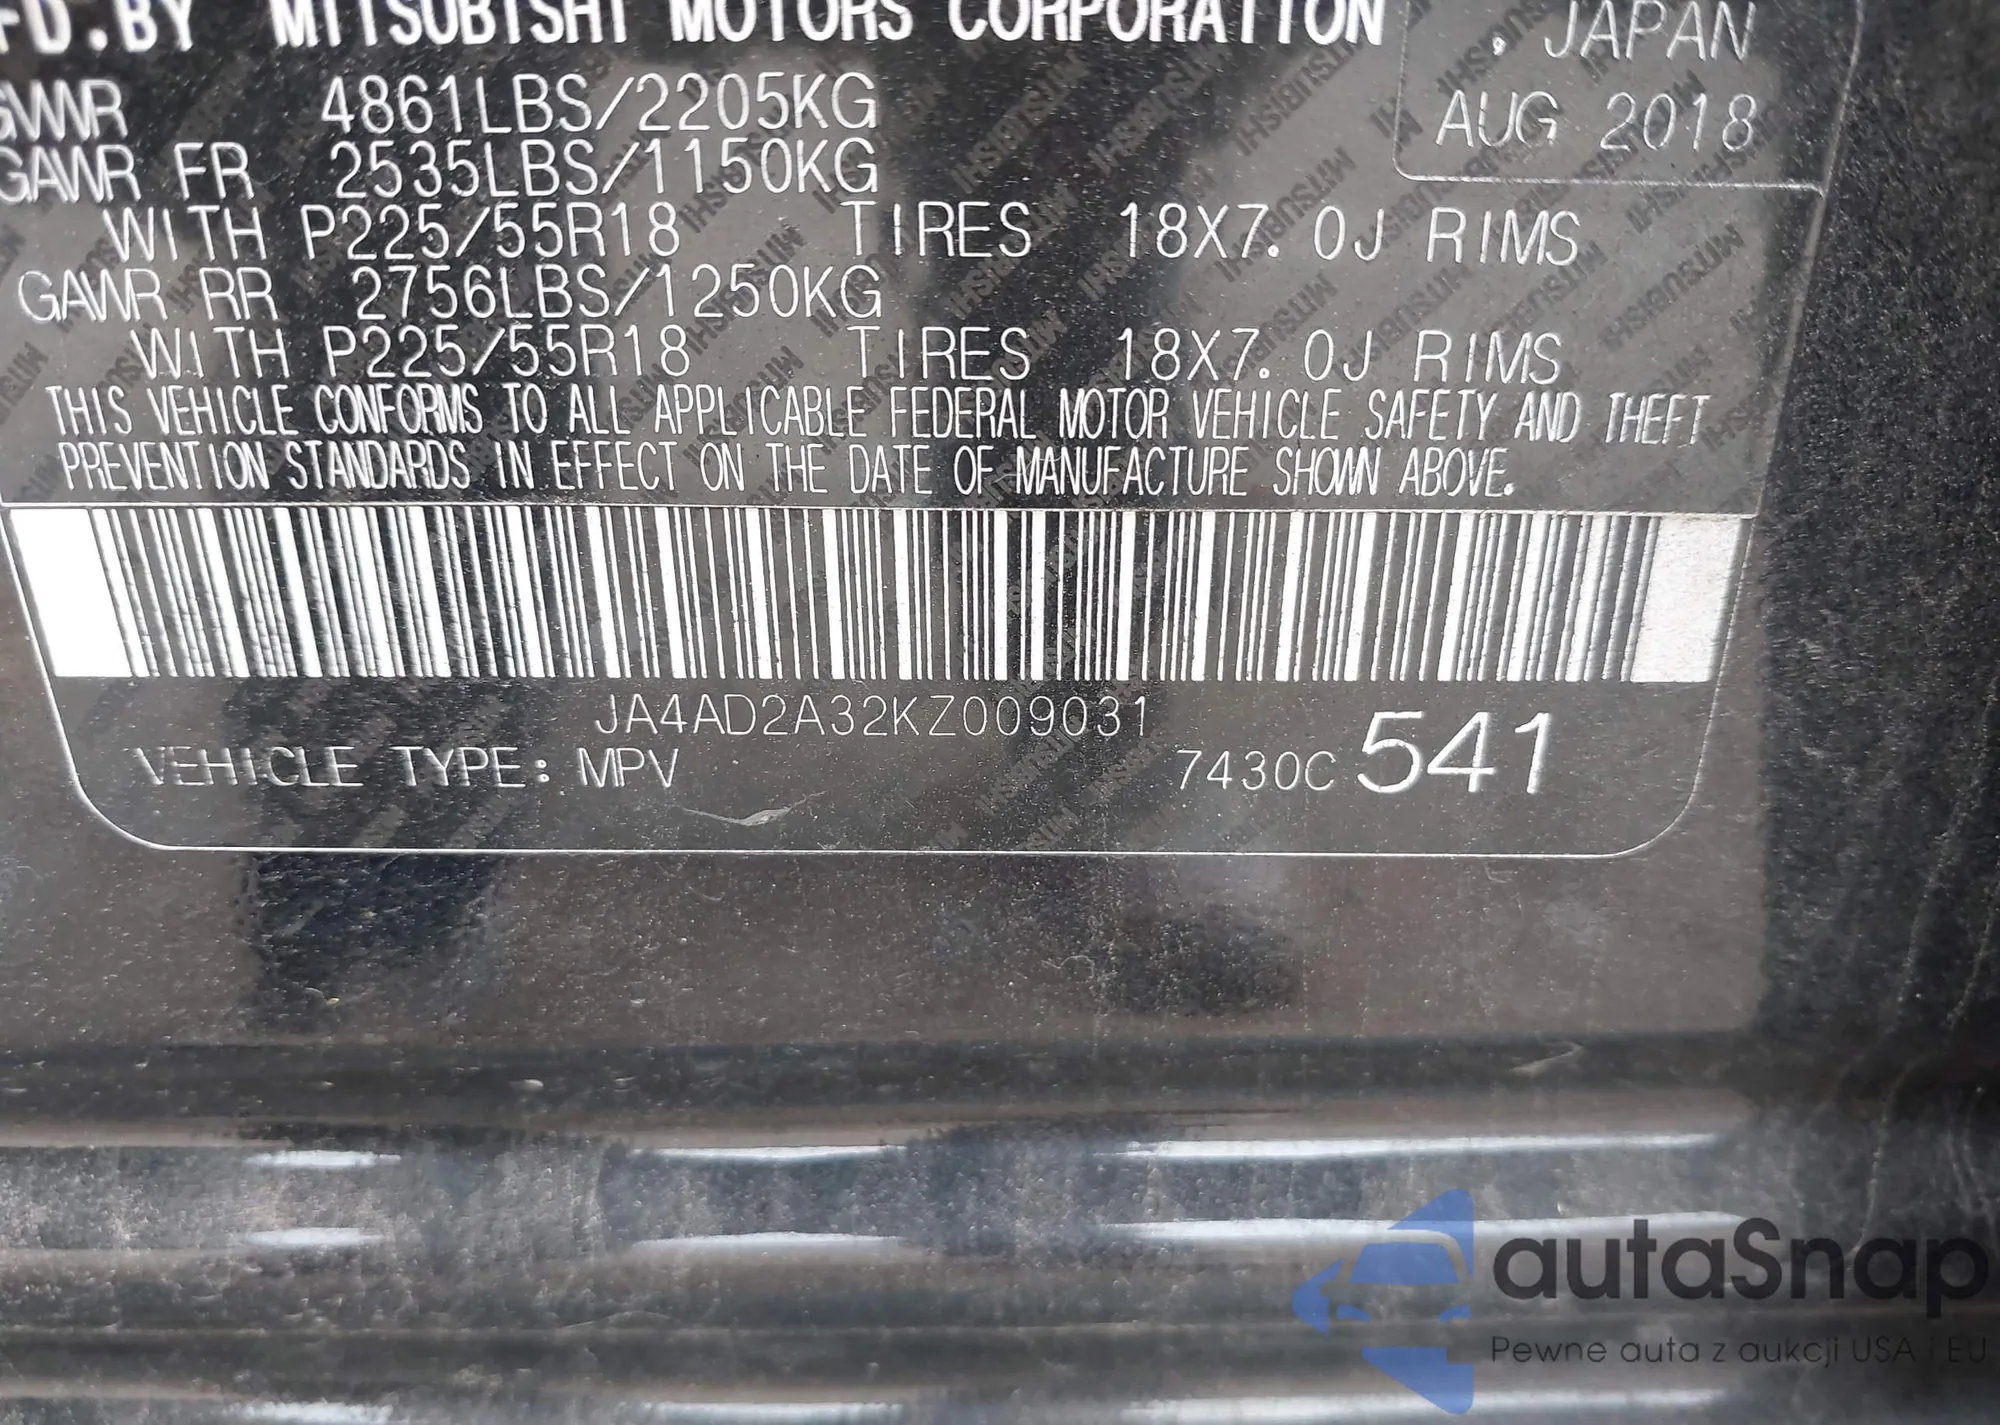 FD.BY MITSUBISHI MOTORS CORPORATION
. JAPAN
AUG 2018
GVWR 4861LBS/2205KG
GAWR FR 2535LBS/1150KG
WITH P225/55R18 TIRES 18X7.0J RIMS
GAWR RR 2756LBS/1250KG
WITH P225/55R18 TIRES 18X7.0J RIMS
THIS VEHICLE CONFORMS TO ALL APPLICABLE FEDERAL MOTOR VEHICLE SAFETY AND THEFT
PREVENTION STANDARDS IN EFFECT ON THE DATE OF MANUFACTURE SHOWN ABOVE.
JA4AD2A32KZ009031
VEHICLE TYPE: MPV 7430C 541
autaSnap
Pewne auta z aukcji USA i EU